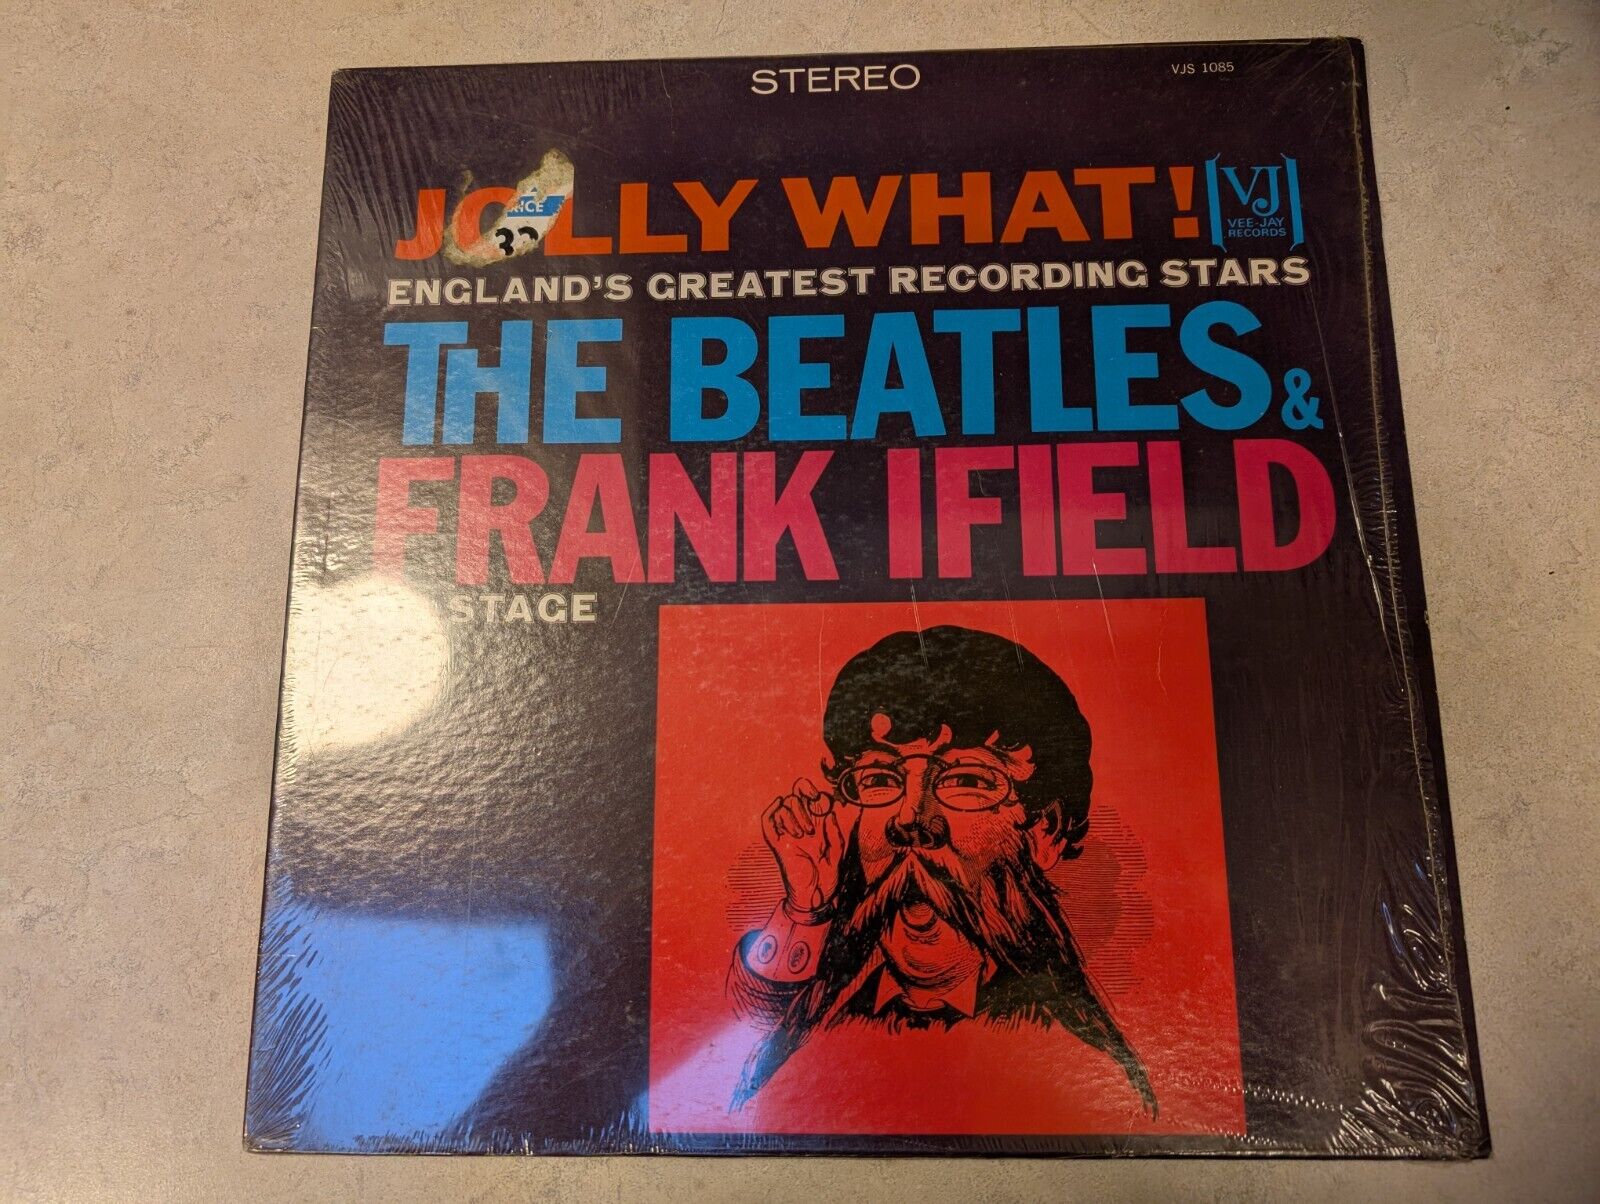 STEREO
VJS 1085
JOLLY WHAT!
VJ
VEE-JAY
RECORDS
ENGLAND'S GREATEST RECORDING STARS
THE BEATLES &
FRANK IFIELD
STAGE